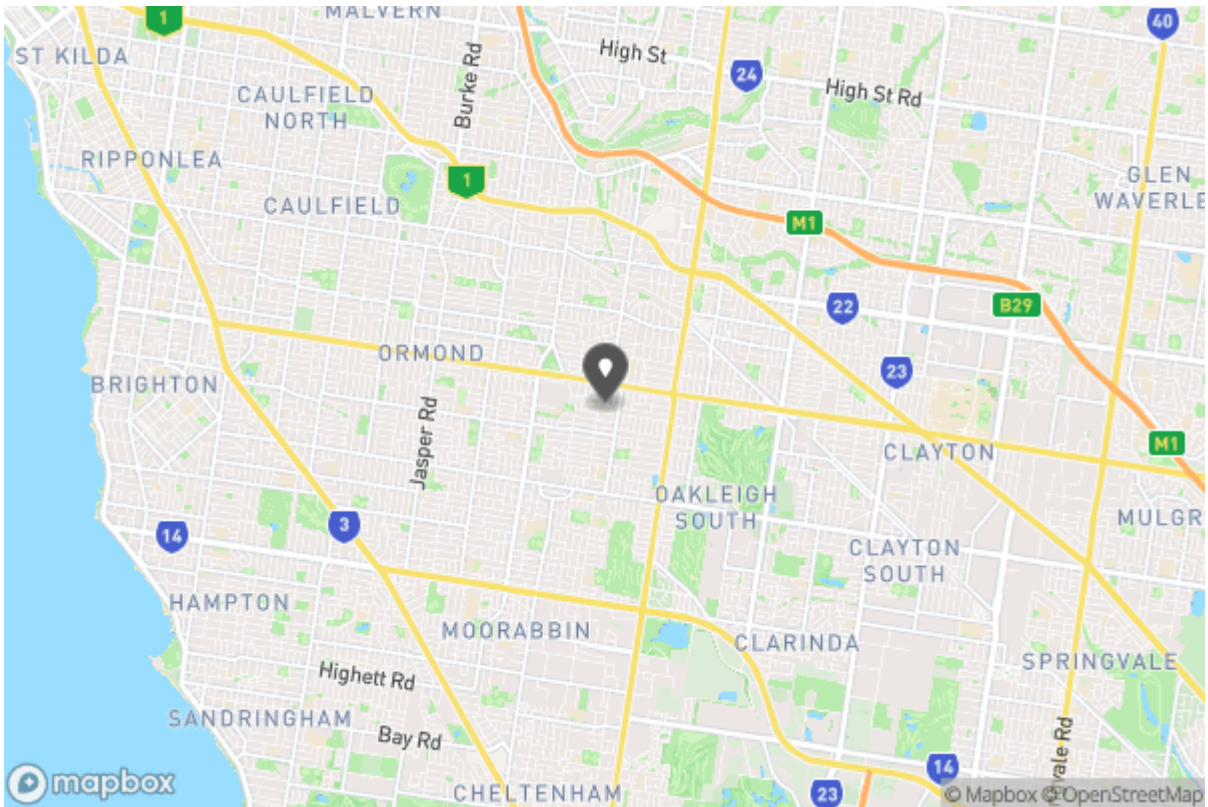 MALVERN
1
40
ST KILDA
High St
Burke Rd
24
High St Rd
CAULFIELD
NORTH
RIPPONLEA
1
GLEN
WAVERLE
CAULFIELD
M1
22
B29
ORMOND
23
BRIGHTON
Jasper Rd
M1
CLAYTON
OAKLEIGH
SOUTH
MULGR
3
14
CLAYTON
SOUTH
HAMPTON
MOORABBIN
CLARINDA
SPRINGVALE
Highett Rd
SANDRINGHAM
Bay Rd
vale Rd
14
mapbox
CHELTENHAM
23
© Mapbox © OpenStreetMap